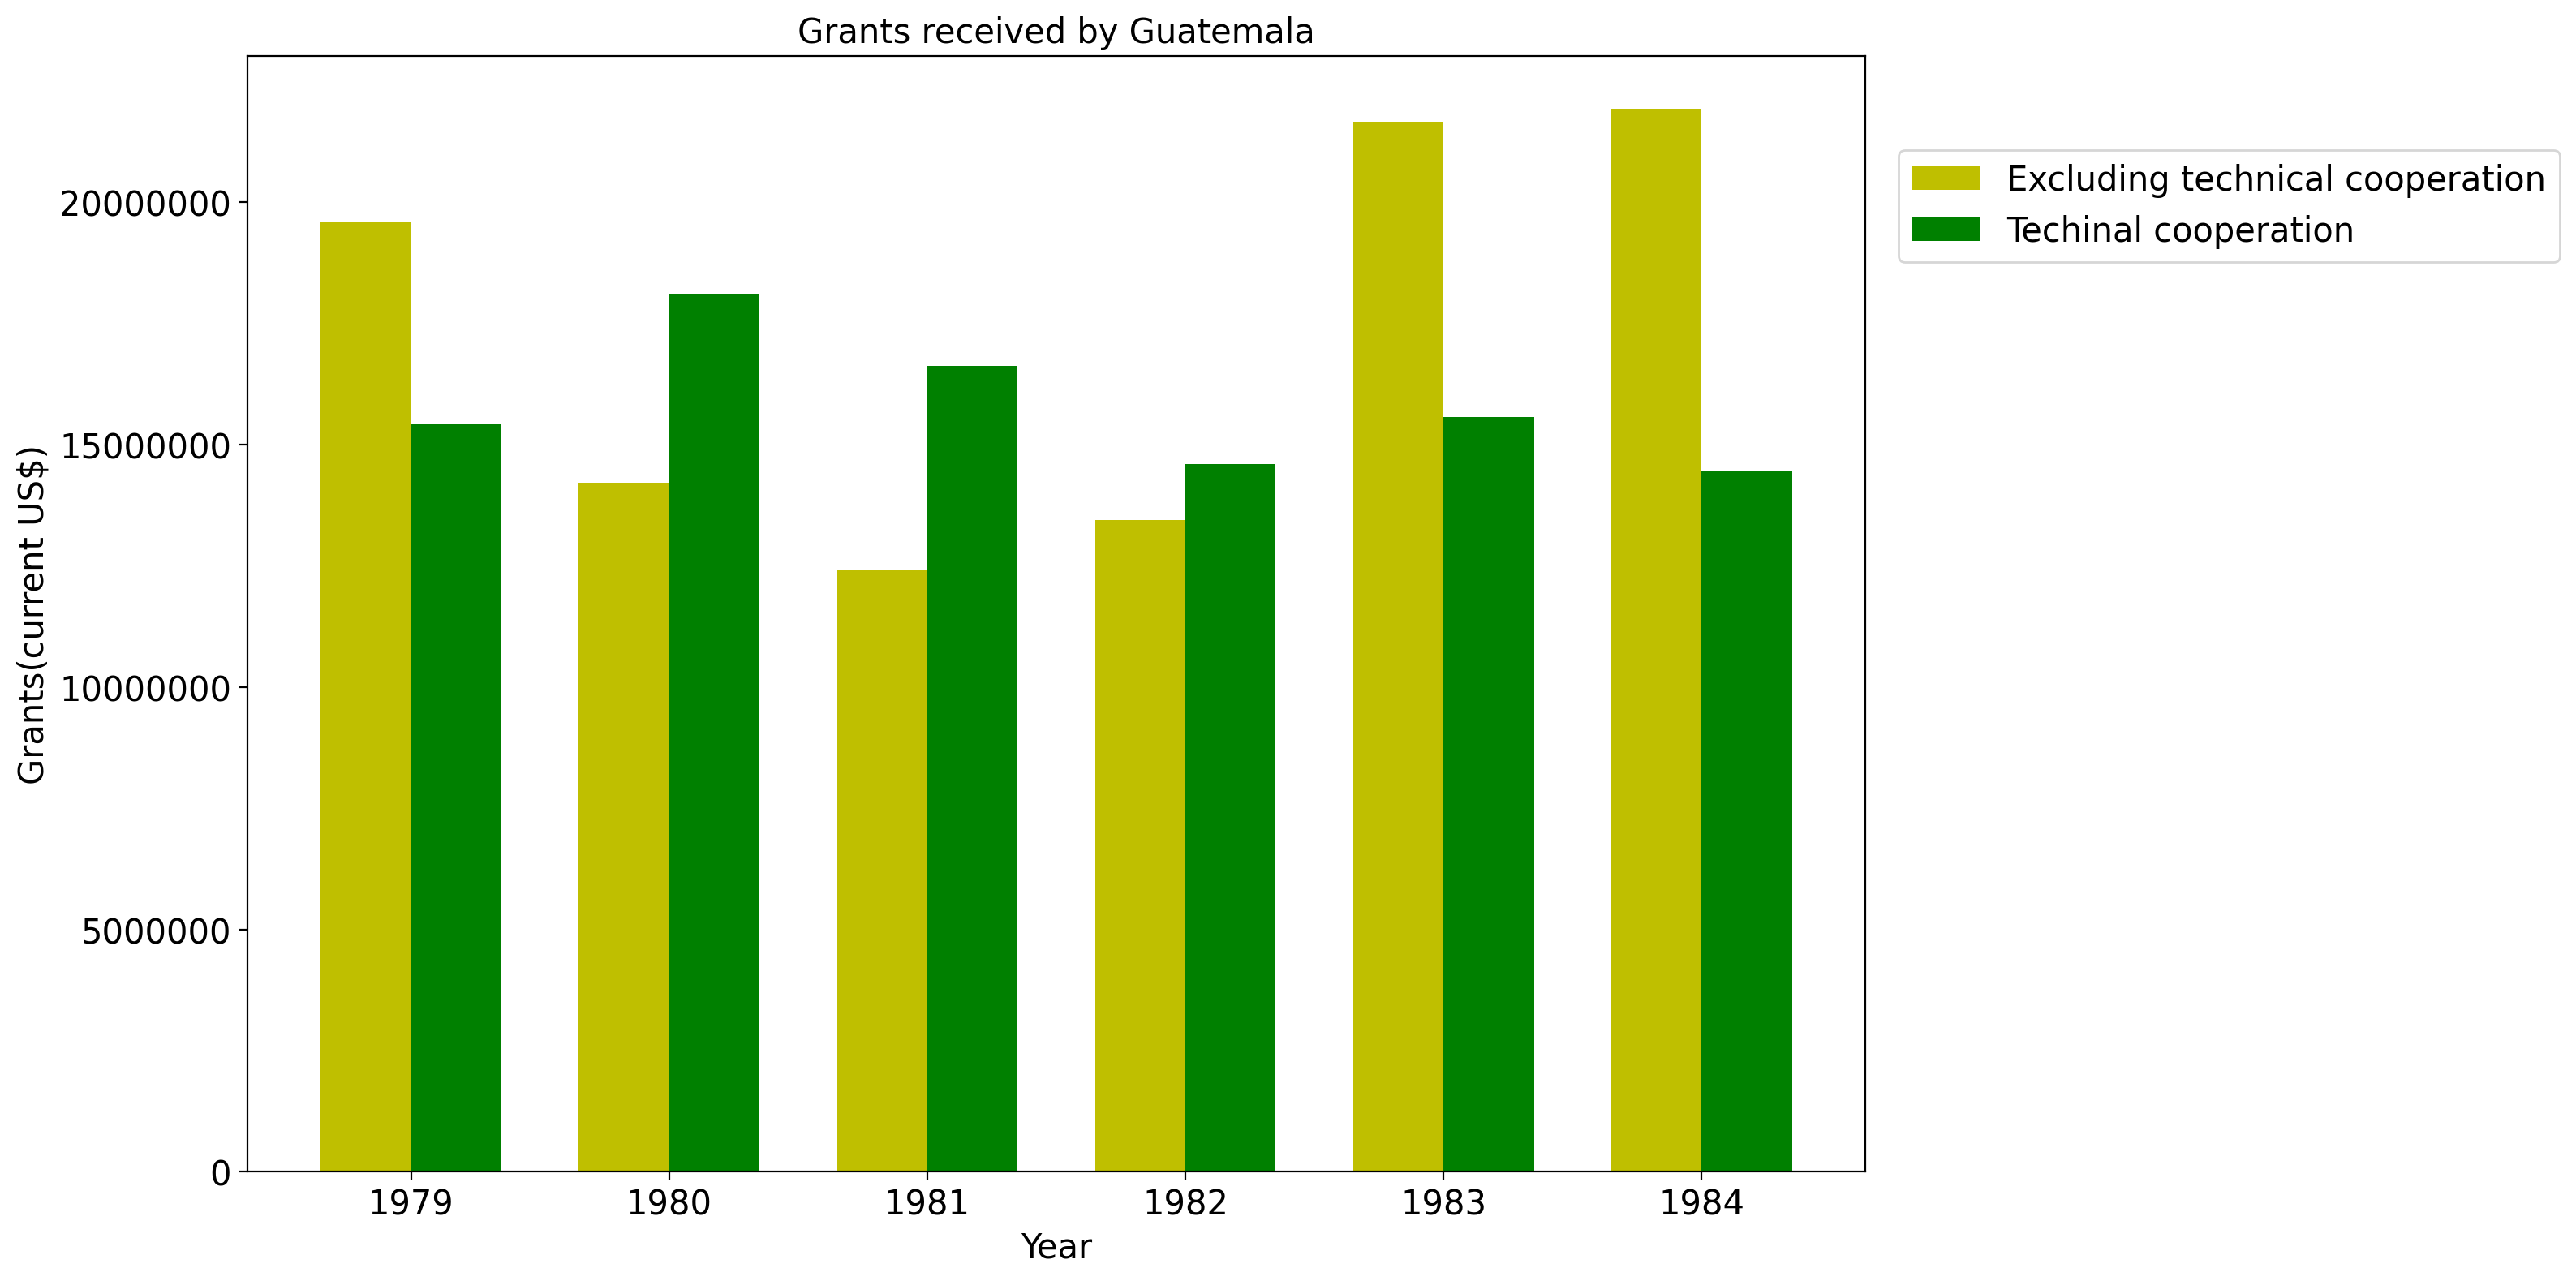 Grants received by Guatemala
Grants(current US$)
20000000
15000000
10000000
5000000
0
1979 1980 1981 1982 1983 1984
Year
Excluding technical cooperation
Techinal cooperation